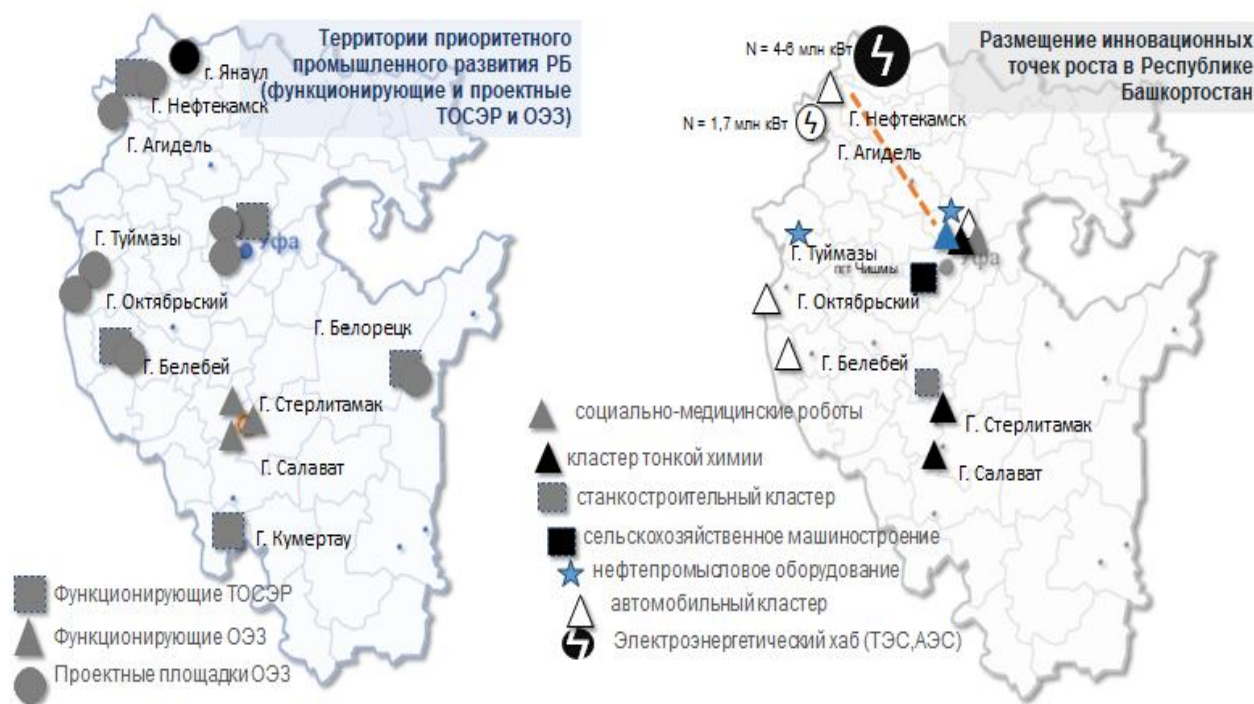 Территории приоритетного
промышленного развития РБ
(функционирующие и проектные
ТОСЭР и ОЭЗ)
г. Янаул
Г. Нефтекамск
Г. Агидель
Уфа
Г. Туймазы
Г. Октябрьский
Г. Белорецк
Г. Белебей
Г. Стерлитамак
Г. Салават
Г. Кумертау
Функционирующие ТОСЭР
Функционирующие ОЭЗ
Проектные площадки ОЭЗ
Размещение инновационных
точек роста в Республике
Башкортостан
N = 4-6 млн кВт
Г. Нефтекамск
N = 1,7 млн кВт
Г. Агидель
Г. Туймазы
пгт Чишмы
Уфа
Г. Октябрьский
Г. Белебей
Г. Стерлитамак
Г. Салават
социально-медицинские роботы
кластер тонкой химии
станкостроительный кластер
сельскохозяйственное машиностроение
нефтепромысловое оборудование
автомобильный кластер
Электроэнергетический хаб (ТЭС,АЭС)